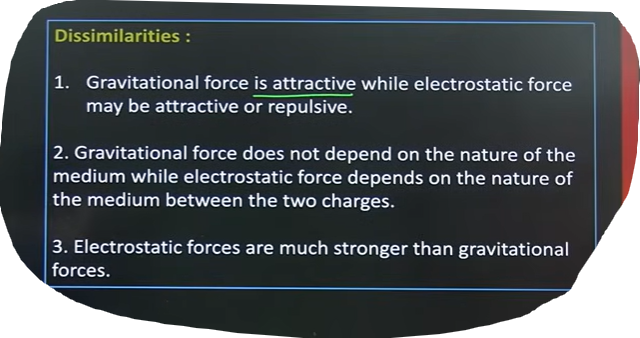 Dissimilarities :
1. Gravitational force is attractive while electrostatic force
may be attractive or repulsive.
2. Gravitational force does not depend on the nature of the
medium while electrostatic force depends on the nature of
the medium between the two charges.
3. Electrostatic forces are much stronger than gravitational
forces.